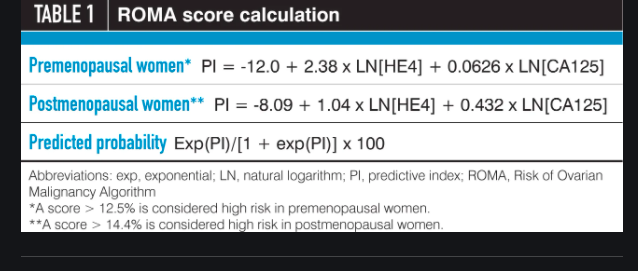 TABLE 1 ROMA score calculation
Premenopausal women* PI = -12.0 + 2.38 x LN[HE4] + 0.0626 x LN[CA125]
Postmenopausal women** PI = -8.09 + 1.04 x LN[HE4] + 0.432 x LN[CA125]
Predicted probability Exp(PI)/[1 + exp(PI)] x 100
Abbreviations: exp, exponential; LN, natural logarithm; PI, predictive index; ROMA, Risk of Ovarian
Malignancy Algorithm
*A score > 12.5% is considered high risk in premenopausal women.
**A score > 14.4% is considered high risk in postmenopausal women.